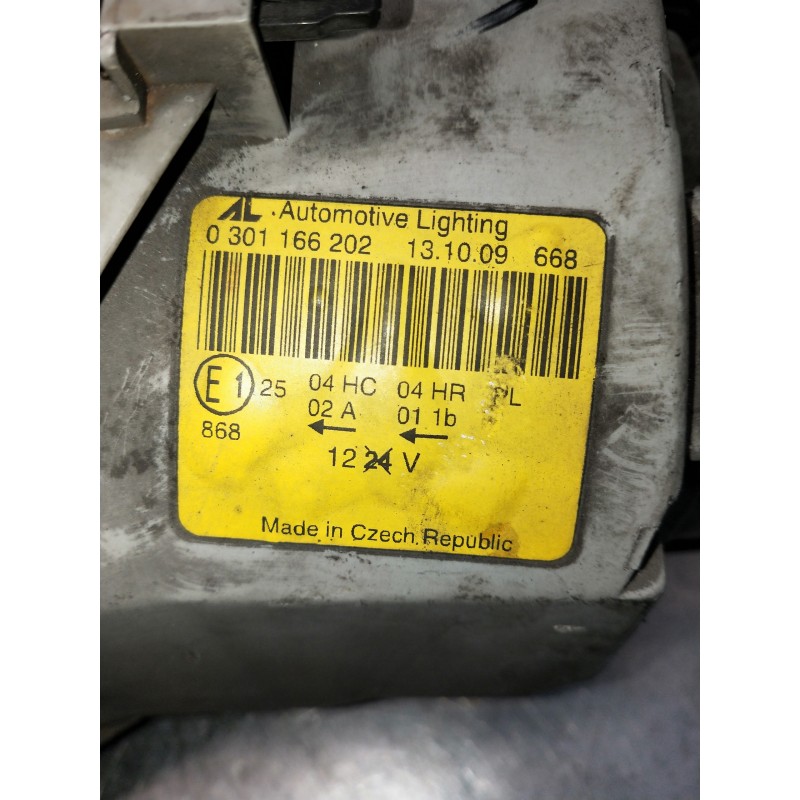 AL Automotive Lighting
0 301 166 202 13.10.09 668
E1 25 04 HC 04 HR PL
02 A 01 1b
868 ← ←
12 24 V
Made in Czech Republic